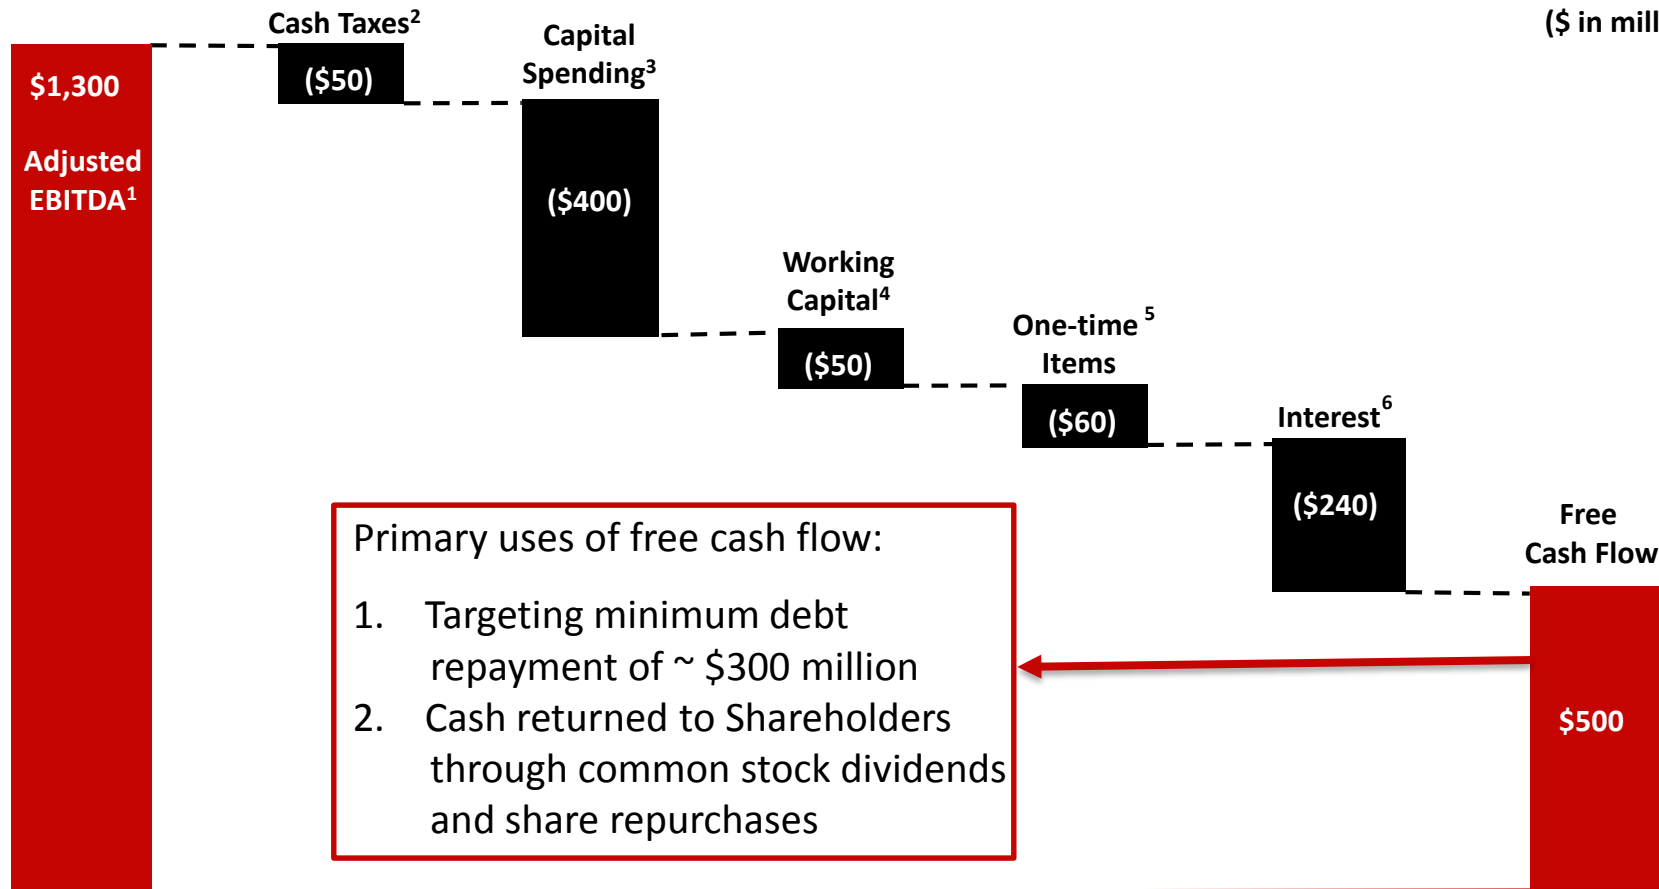 ($ in mill
Cash Taxes²
($50)
Capital
Spending³
($400)
$1,300
Adjusted
EBITDA¹
Working
Capital⁴
($50)
One-time ⁵
Items
($60)
Interest⁶
($240)
Free
Cash Flow
$500
Primary uses of free cash flow:
1. Targeting minimum debt
repayment of ~ $300 million
2. Cash returned to Shareholders
through common stock dividends
and share repurchases